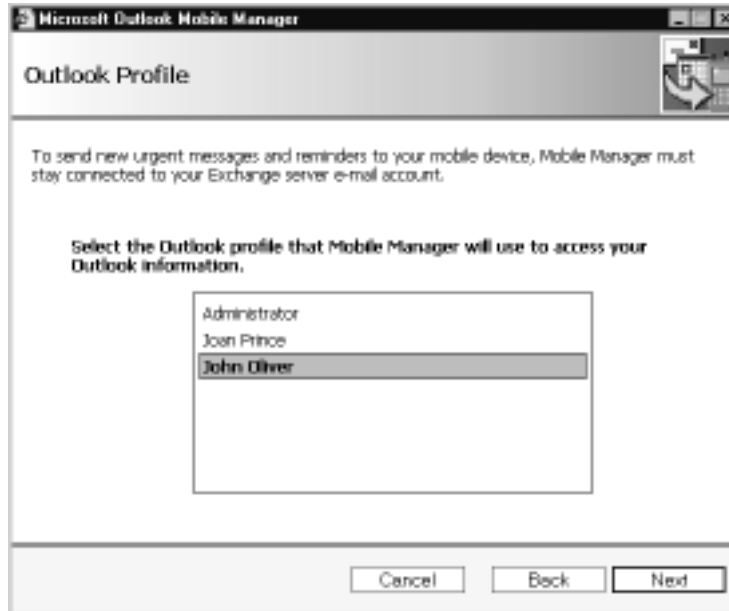 Microsoft Outlook Mobile Manager
Outlook Profile
To send new urgent messages and reminders to your mobile device, Mobile Manager must
stay connected to your Exchange server e-mail account.
Select the Outlook profile that Mobile Manager will use to access your
Outlook information.
Administrator
Joan Prince
John Oliver
Cancel Back Next